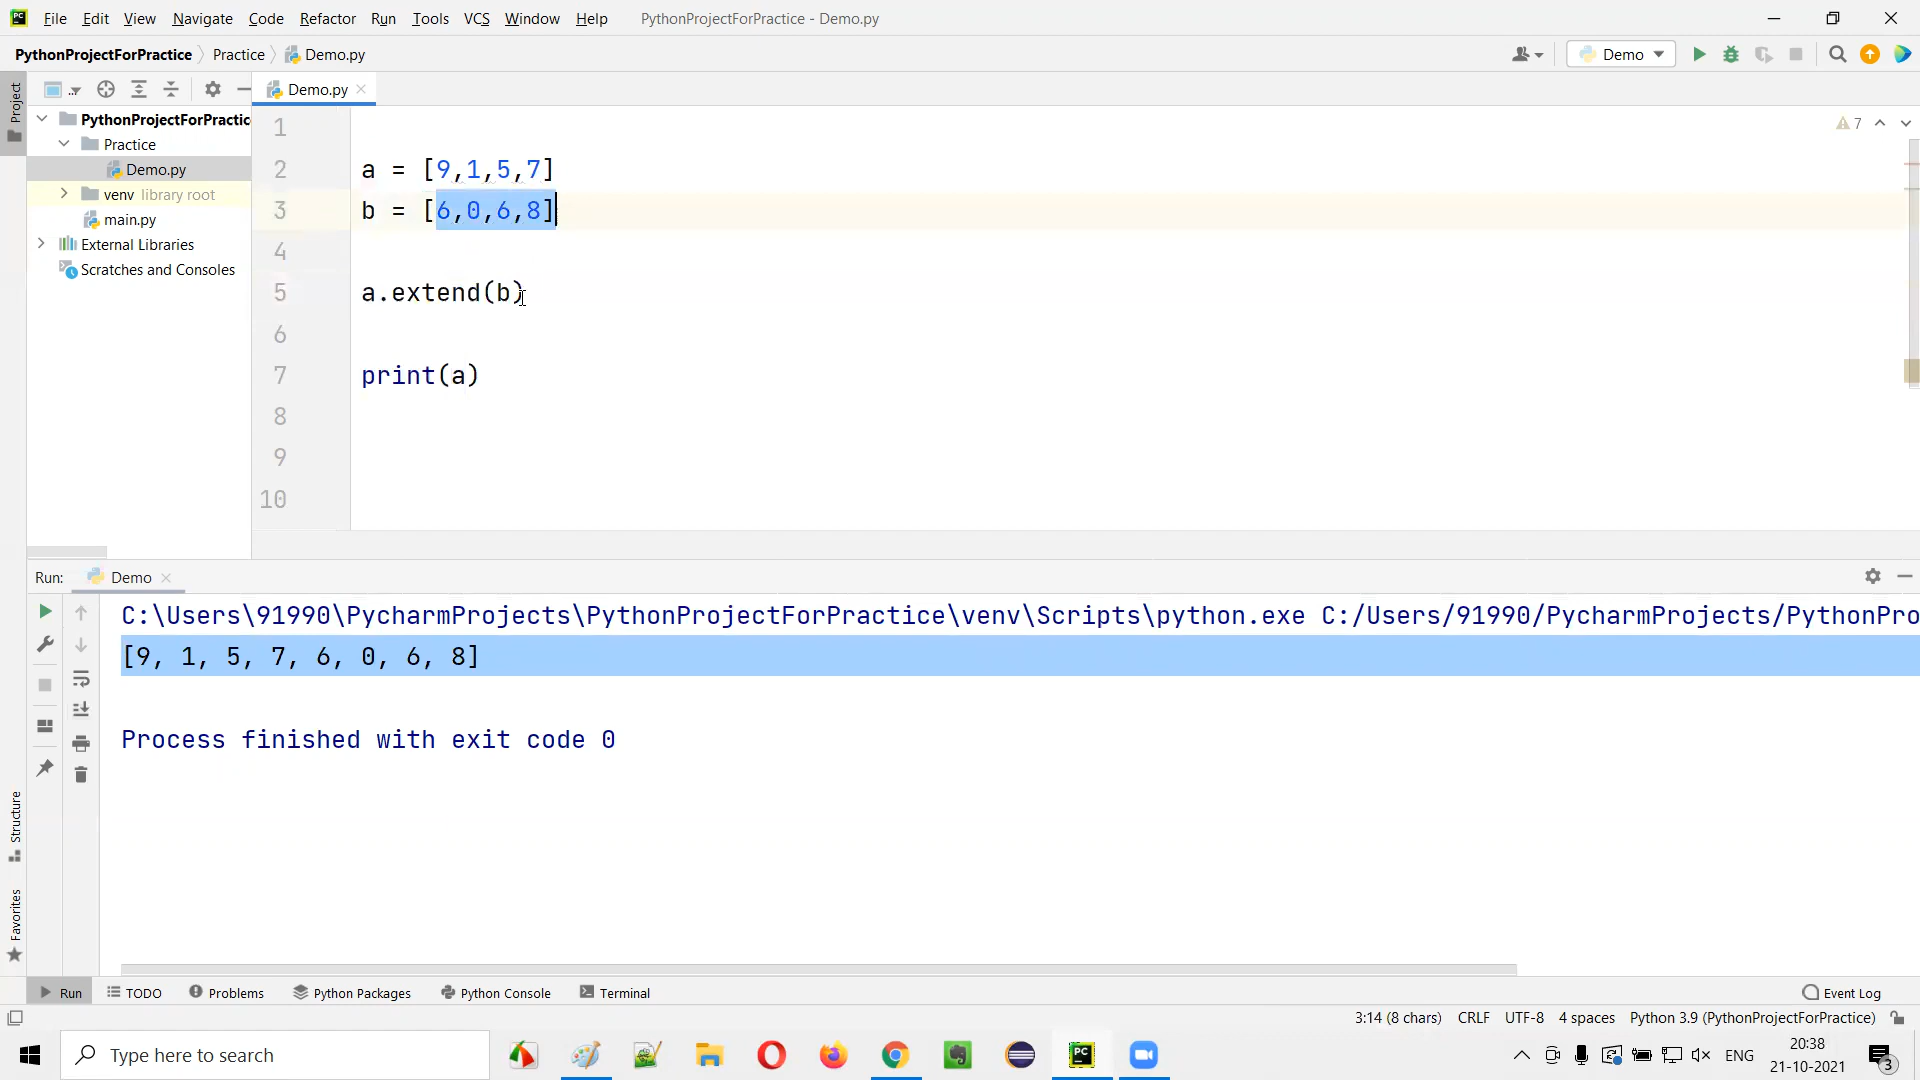 File Edit View Navigate Code Refactor Run Tools VCS Window Help PythonProjectForPractice - Demo.py
PythonProjectForPractice Practice Demo.py
Demo
Project
Demo.py
PythonProjectForPractic
Practice
Demo.py
venv library root
main.py
External Libraries
Scratches and Consoles
7
1
2 a = [9,1,5,7]
3 b = [6,0,6,8]
4
5 a.extend(b)
6
7 print(a)
8
9
10
Run: Demo
C:\Users\91990\PycharmProjects\PythonProjectForPractice\venv\Scripts\python.exe C:/Users/91990/PycharmProjects/PythonPro
[9, 1, 5, 7, 6, 0, 6, 8]
Process finished with exit code 0
Structure
Favorites
Run TODO Problems Python Packages Python Console Terminal Event Log
3:14 (8 chars) CRLF UTF-8 4 spaces Python 3.9 (PythonProjectForPractice)
Type here to search
PC
ENG
20:38
21-10-2021
3